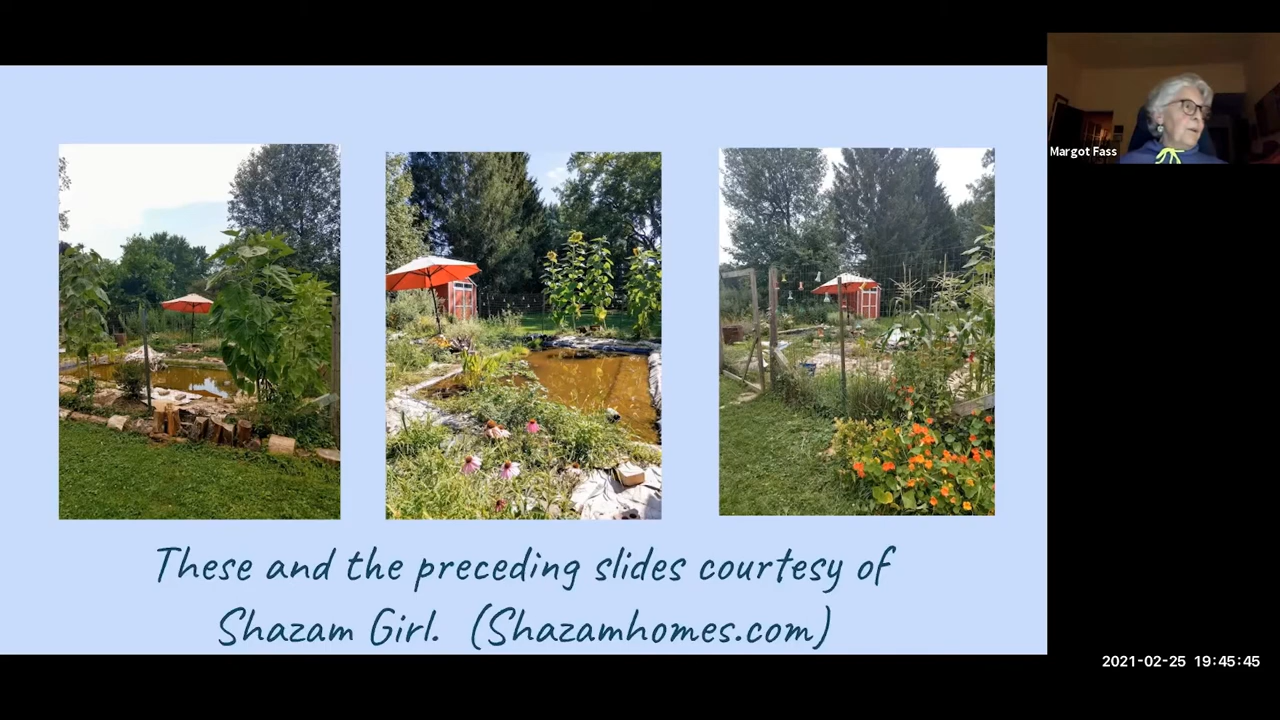 Margot Fass
These and the preceding slides courtesy of
Shazam Girl. (Shazamhomes.com)
2021-02-25 19:45:45